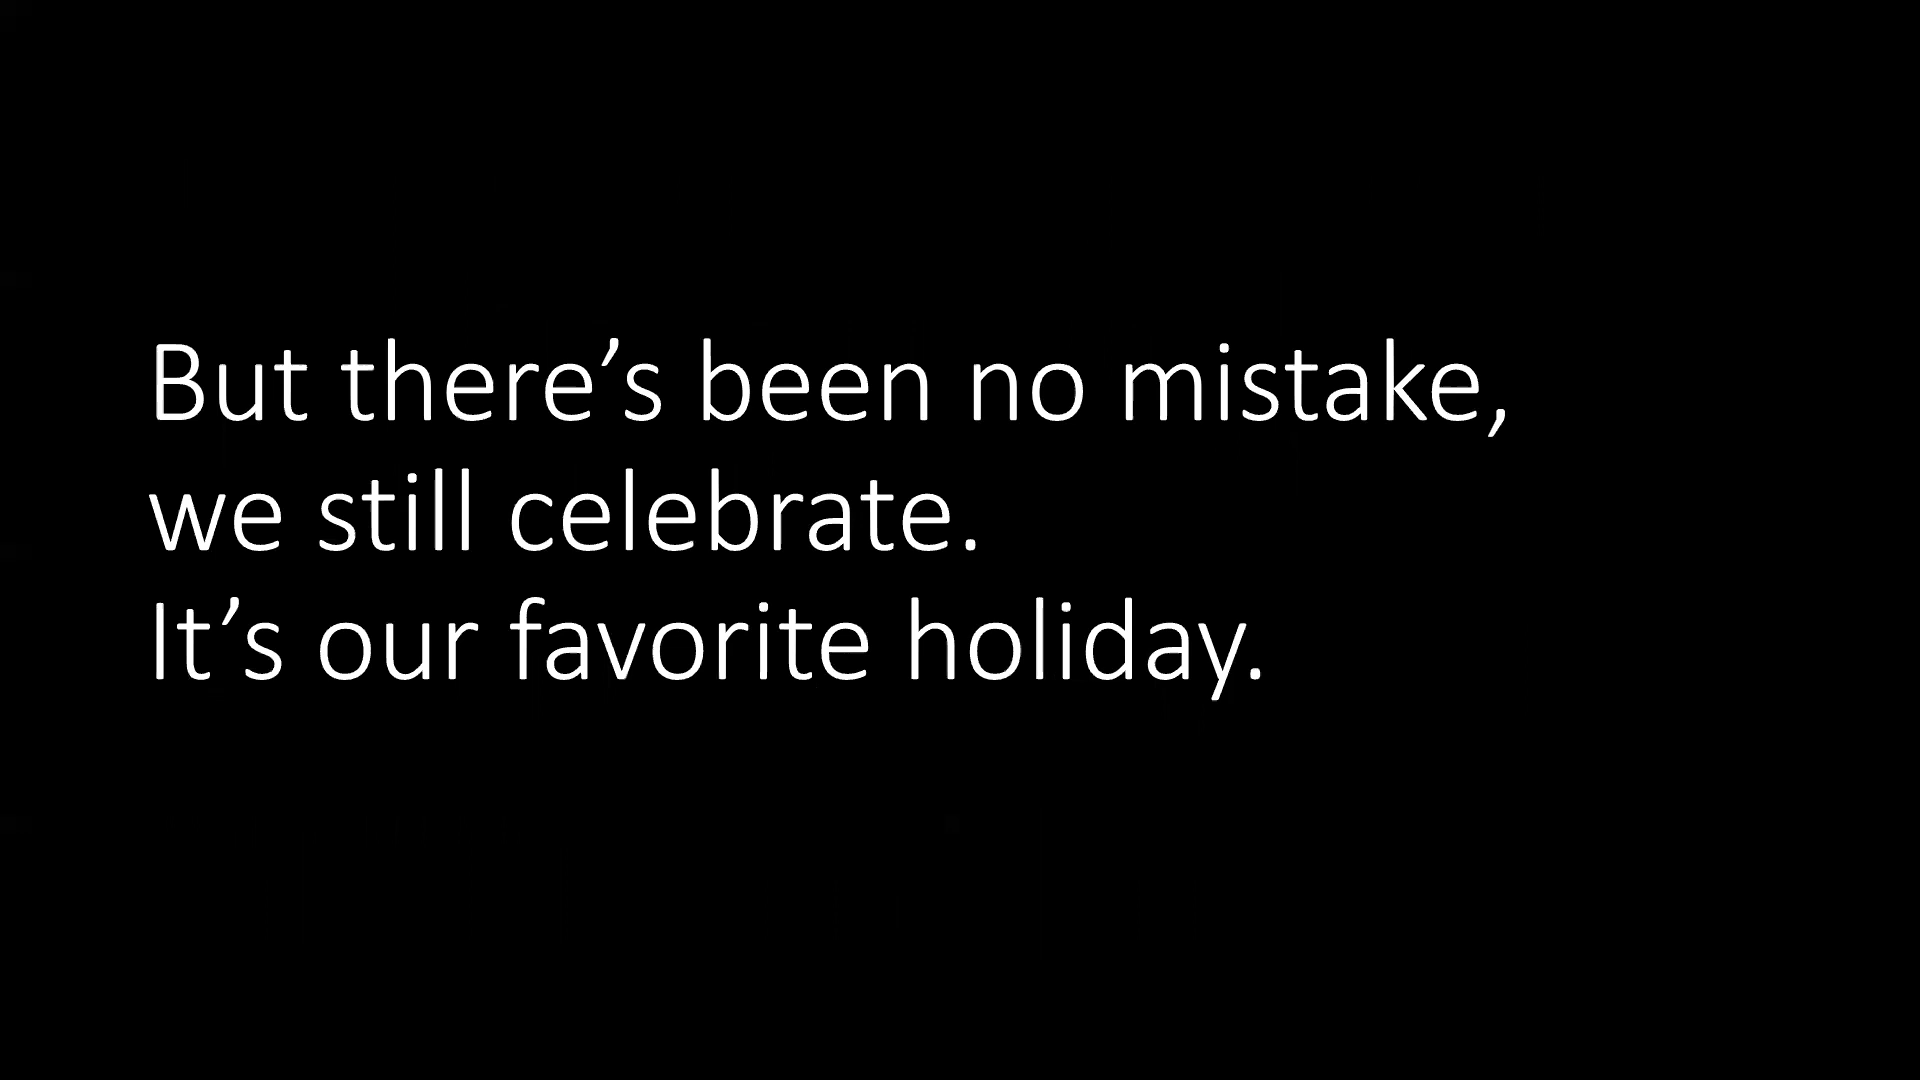 But there’s been no mistake,
we still celebrate.
It’s our favorite holiday.